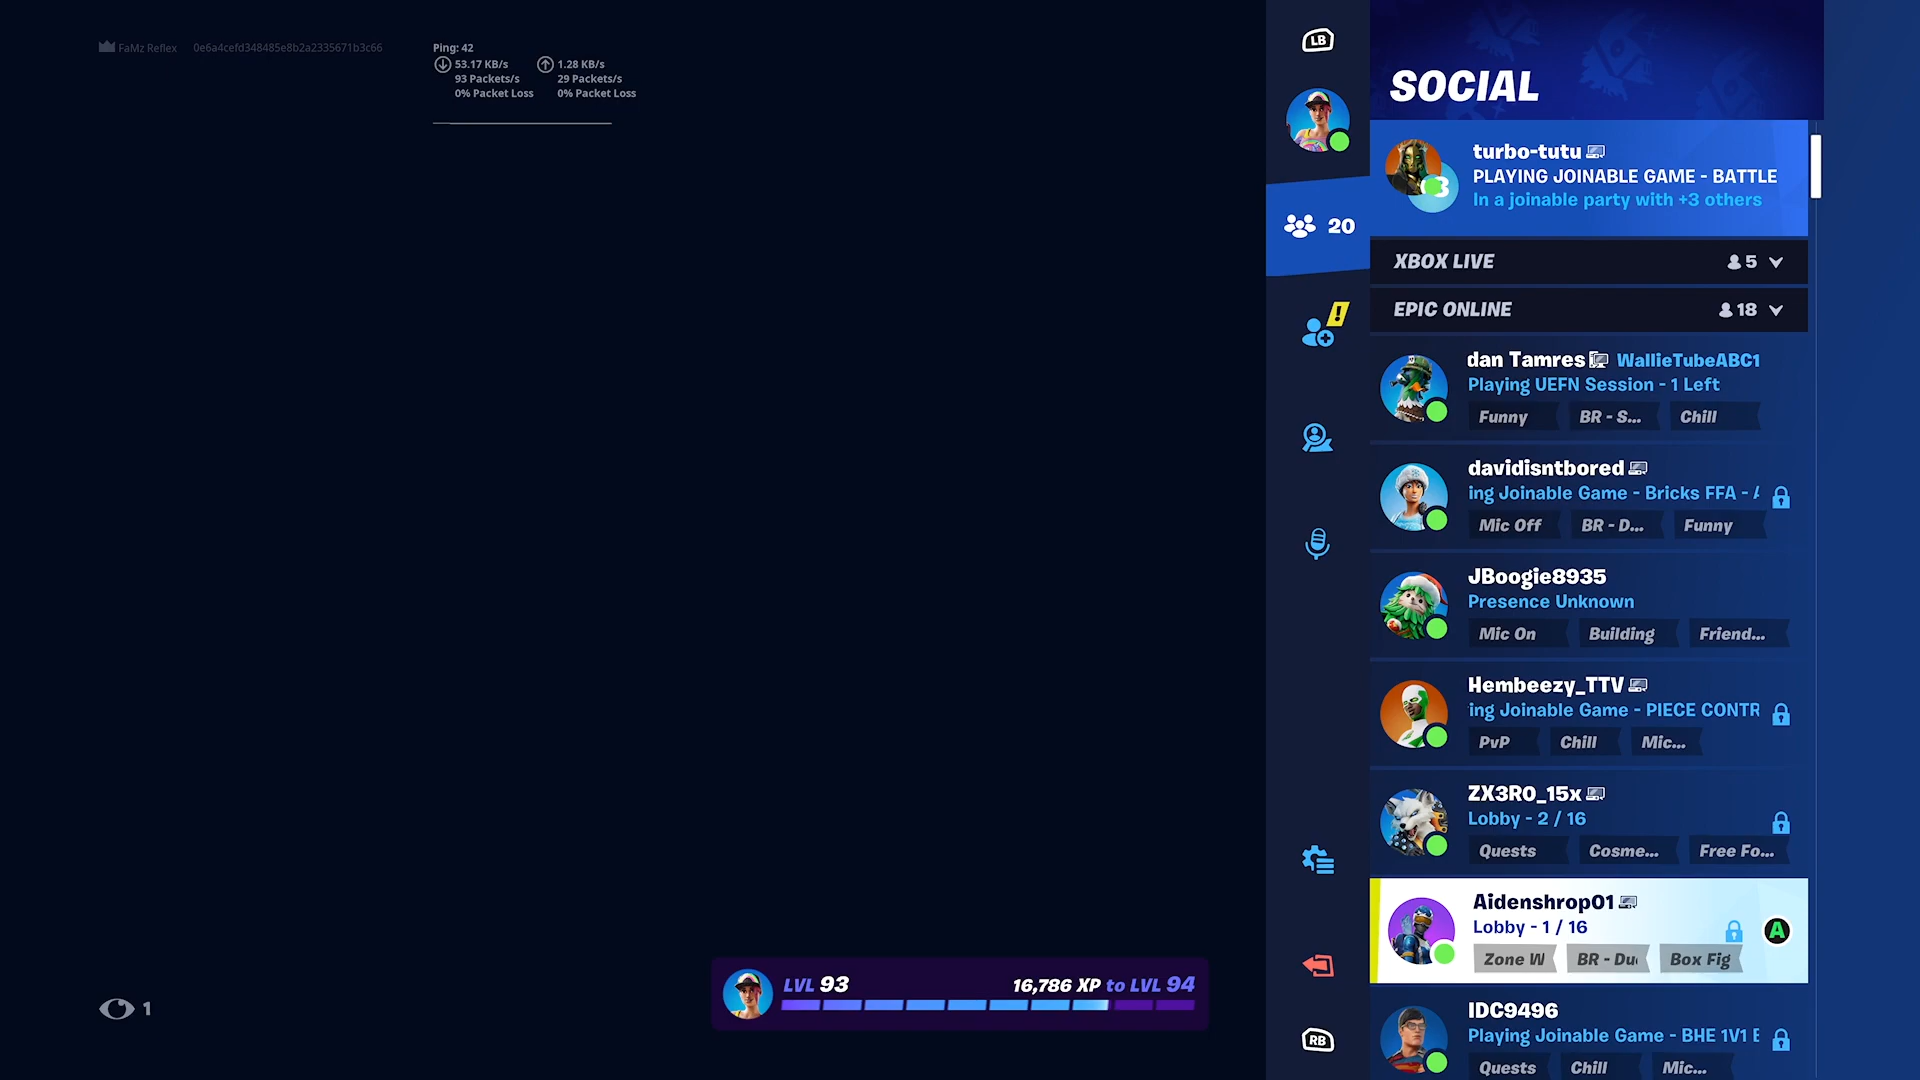 FaMz Reflex 0e6a4cefd348485e8b2a2335671b3c66
Ping: 42
53.17 KB/s 1.28 KB/s
93 Packets/s 29 Packets/s
0% Packet Loss 0% Packet Loss
LB
SOCIAL
turbo-tutu
PLAYING JOINABLE GAME - BATTLE
In a joinable party with +3 others
20
XBOX LIVE 5
EPIC ONLINE 18
dan Tamres WallieTubeABC1
Playing UEFN Session - 1 Left
Funny BR - S... Chill
davidisntbored
ing Joinable Game - Bricks FFA - A
Mic Off BR - D... Funny
JBoogie8935
Presence Unknown
Mic On Building Friend...
Hembeezy_TTV
ing Joinable Game - PIECE CONTR
PvP Chill Mic...
ZX3R0_15x
Lobby - 2 / 16
Quests Cosme... Free Fo...
Aidenshrop01
Lobby - 1 / 16
A
Zone W BR - Du Box Fig
IDC9496
Playing Joinable Game - BHE 1V1 B
Quests Chill Mic...
RB
LVL 93 16,786 XP to LVL 94
1